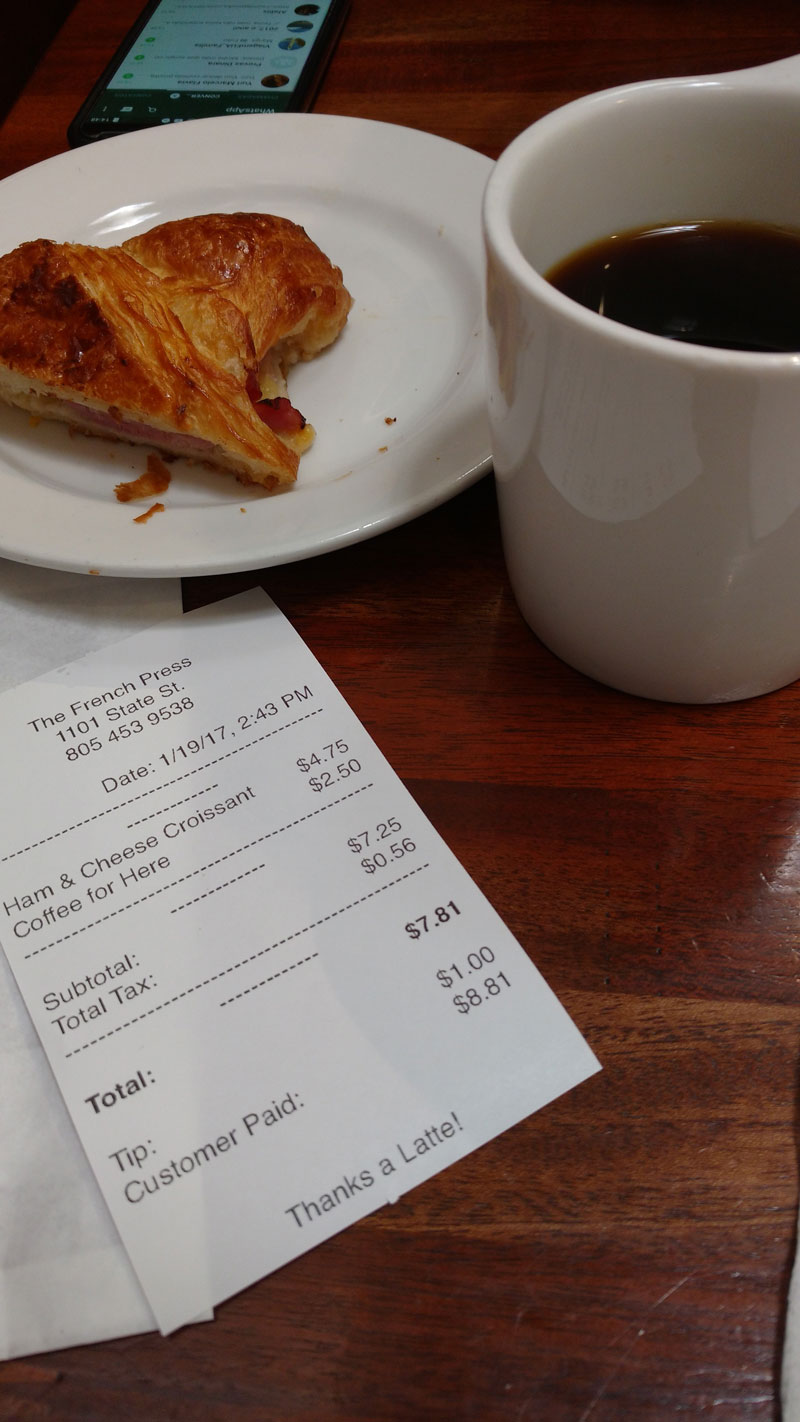 WhatsApp
CONVER...
The French Press
1101 State St.
805 453 9538
Date: 1/19/17, 2:43 PM
Ham & Cheese Croissant $4.75
Coffee for Here $2.50
Subtotal: $7.25
Total Tax: $0.56
Total: $7.81
Tip: $1.00
Customer Paid: $8.81
Thanks a Latte!